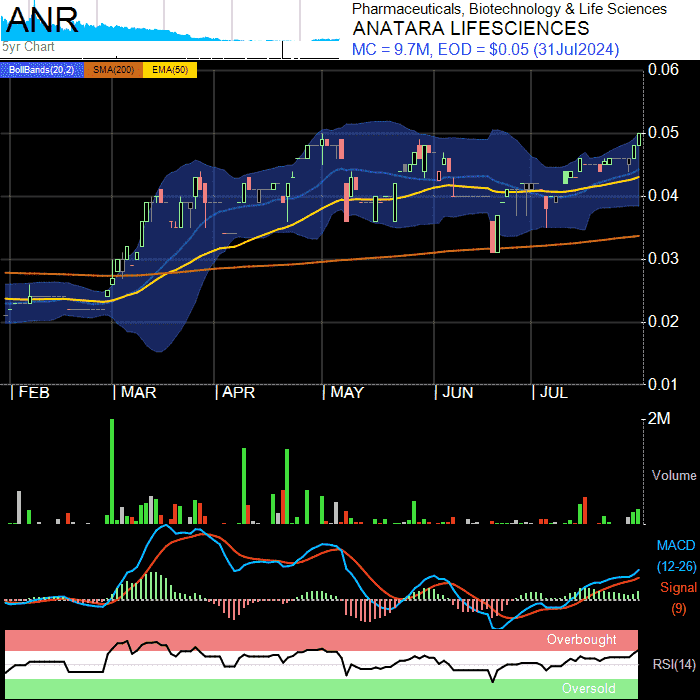 ANR
Pharmaceuticals, Biotechnology & Life Sciences
ANATARA LIFESCIENCES
5yr Chart
MC = 9.7M, EOD = $0.05 (31Jul2024)
BollBands(20,2) SMA(200) EMA(50)
0.06
0.05
0.04
0.03
0.02
0.01
FEB MAR APR MAY JUN JUL
2M
Volume
MACD
(12-26)
Signal
(9)
Overbought
RSI(14)
Oversold